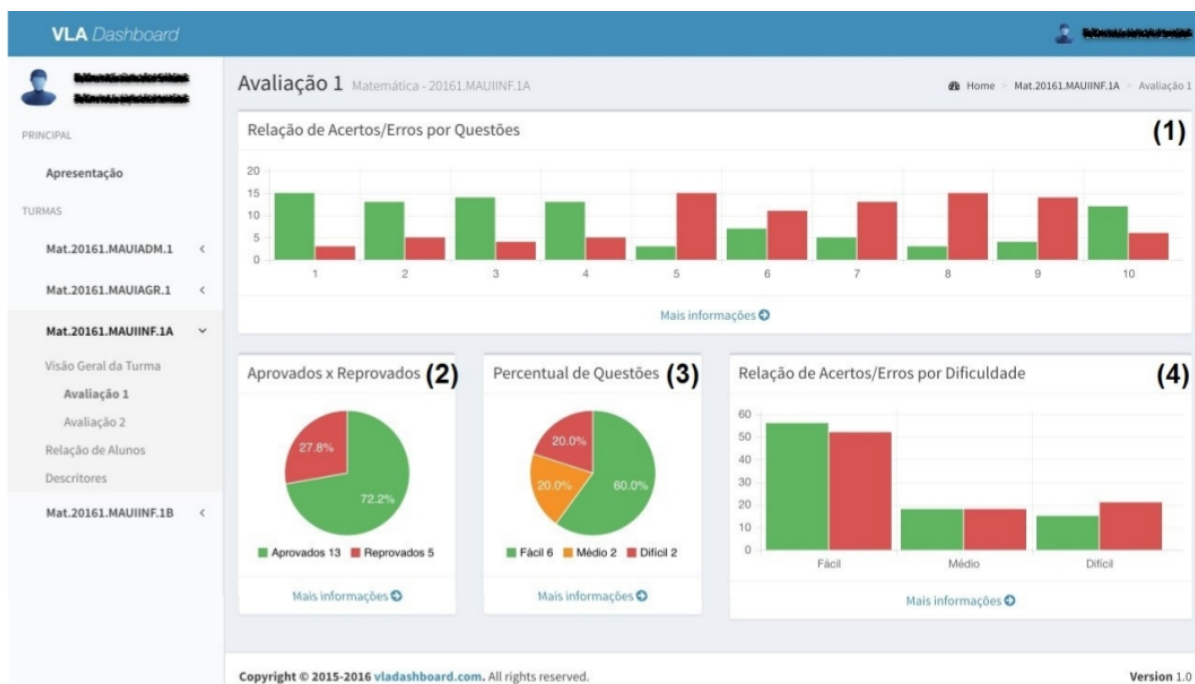 VLA Dashboard
PRINCIPAL
Apresentação
TURMAS
Mat.20161.MAUIADM.1
Mat.20161.MAUIAGR.1
Mat.20161.MAUIINF.1A
Visão Geral da Turma
Avaliação 1
Avaliação 2
Relação de Alunos
Descritores
Mat.20161.MAUIINF.1B
Avaliação 1 Matemática - 20161.MAUIINF.1A
Home > Mat.20161.MAUIINF.1A > Avaliação 1
Relação de Acertos/Erros por Questões (1)
20
15
10
5
0
1 2 3 4 5 6 7 8 9 10
Mais informações
Aprovados x Reprovados (2)
27.8%
72.2%
Aprovados 13 Reprovados 5
Mais informações
Percentual de Questões (3)
20.0%
20.0% 60.0%
Fácil 6 Médio 2 Difícil 2
Mais informações
Relação de Acertos/Erros por Dificuldade (4)
60
50
40
30
20
10
0
Fácil Médio Difícil
Mais informações
Copyright © 2015-2016 vladashboard.com. All rights reserved. Version 1.0